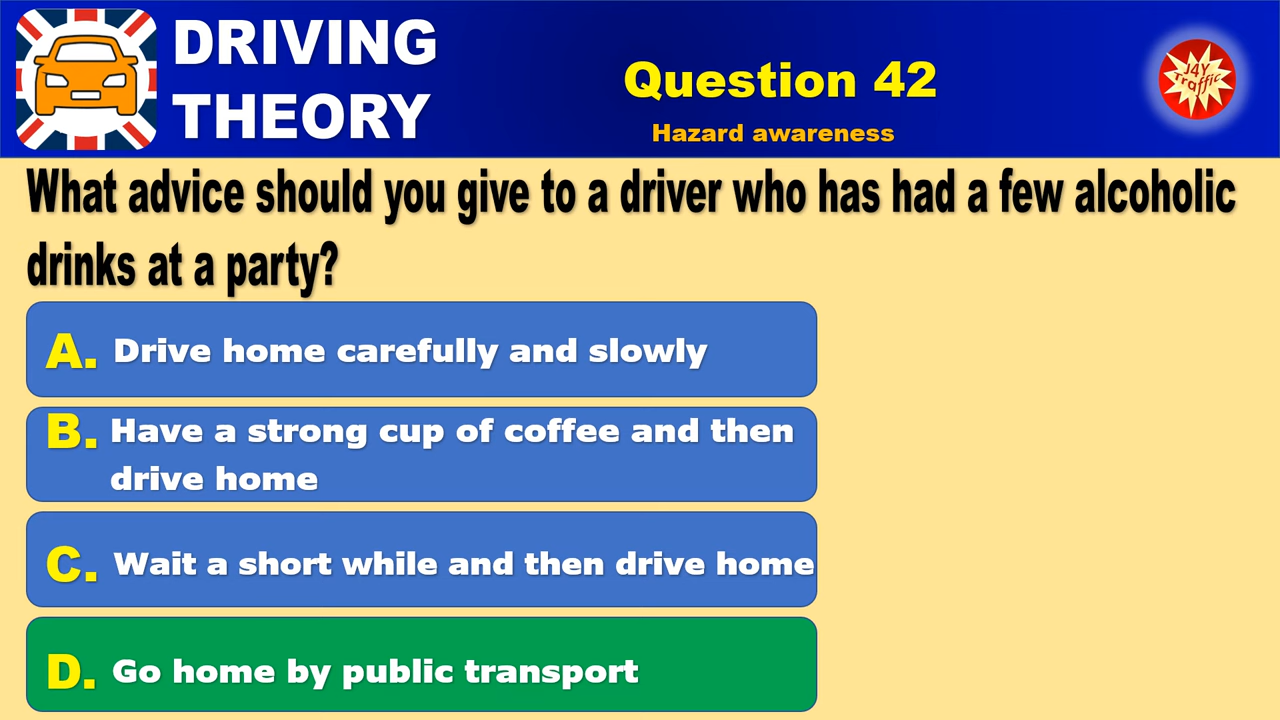 DRIVING
THEORY
Question 42
Hazard awareness
J4Y
Traffic
What advice should you give to a driver who has had a few alcoholic
drinks at a party?
A. Drive home carefully and slowly
B. Have a strong cup of coffee and then
drive home
C. Wait a short while and then drive home
D. Go home by public transport